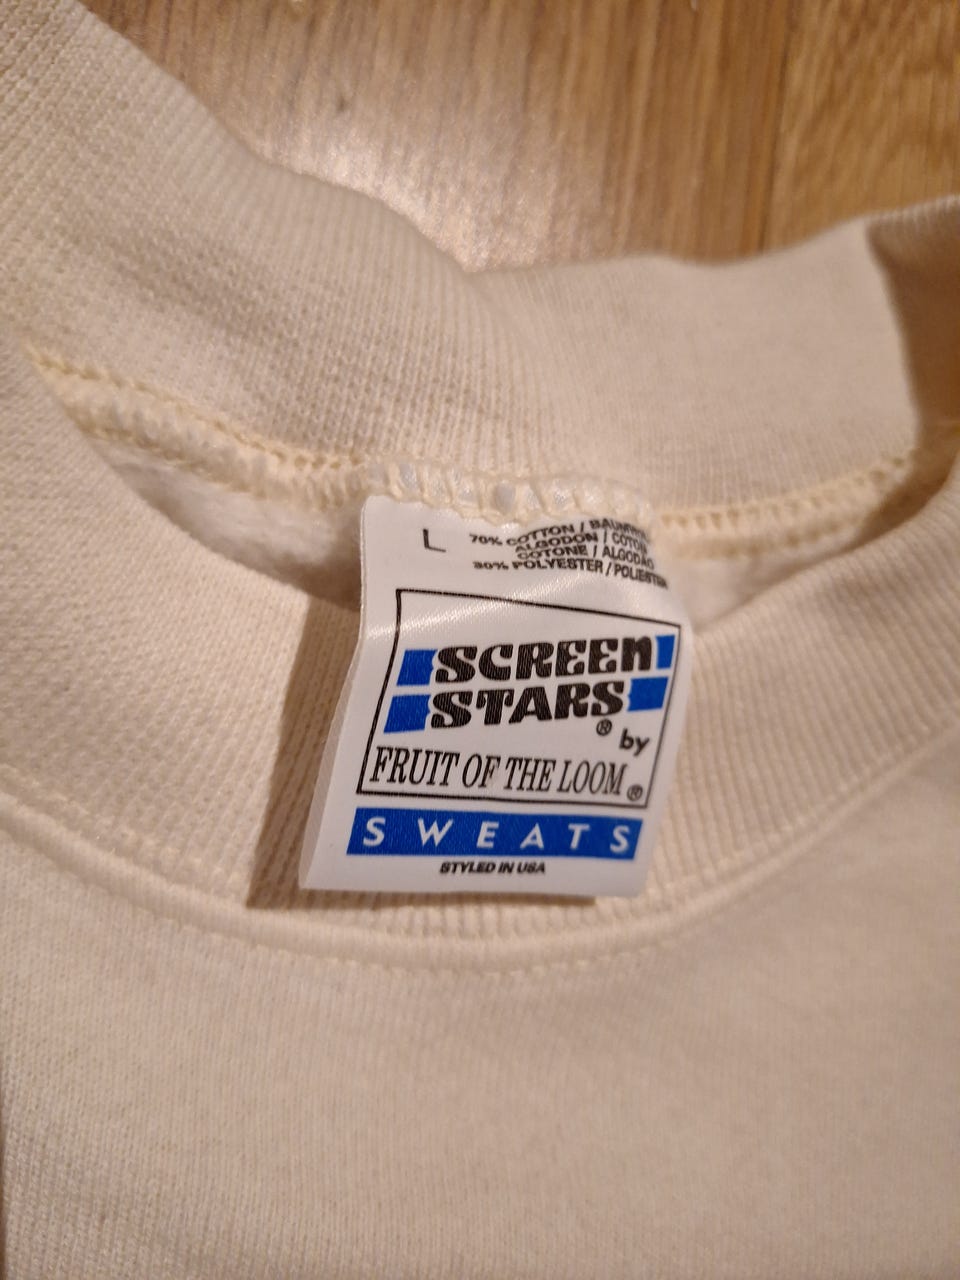 L
70% COTTON / BAUMWO
ALGODON / COTON
COTONE / ALGODÃO
30% POLYESTER / POLIESTER
SCREEN
STARS® by
FRUIT OF THE LOOM®
SWEATS
STYLED IN USA